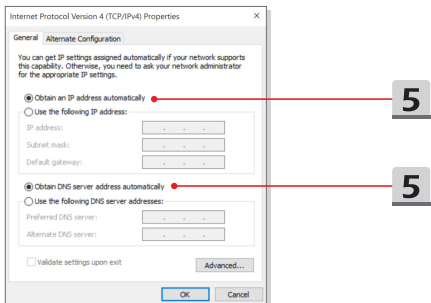 Internet Protocol Version 4 (TCP/IPv4) Properties
General Alternate Configuration
You can get IP settings assigned automatically if your network supports
this capability. Otherwise, you need to ask your network administrator
for the appropriate IP settings.
Obtain an IP address automatically
5
Use the following IP address:
IP address:
Subnet mask:
Default gateway:
Obtain DNS server address automatically
5
Use the following DNS server addresses:
Preferred DNS server:
Alternate DNS server:
Validate settings upon exit
Advanced...
OK Cancel